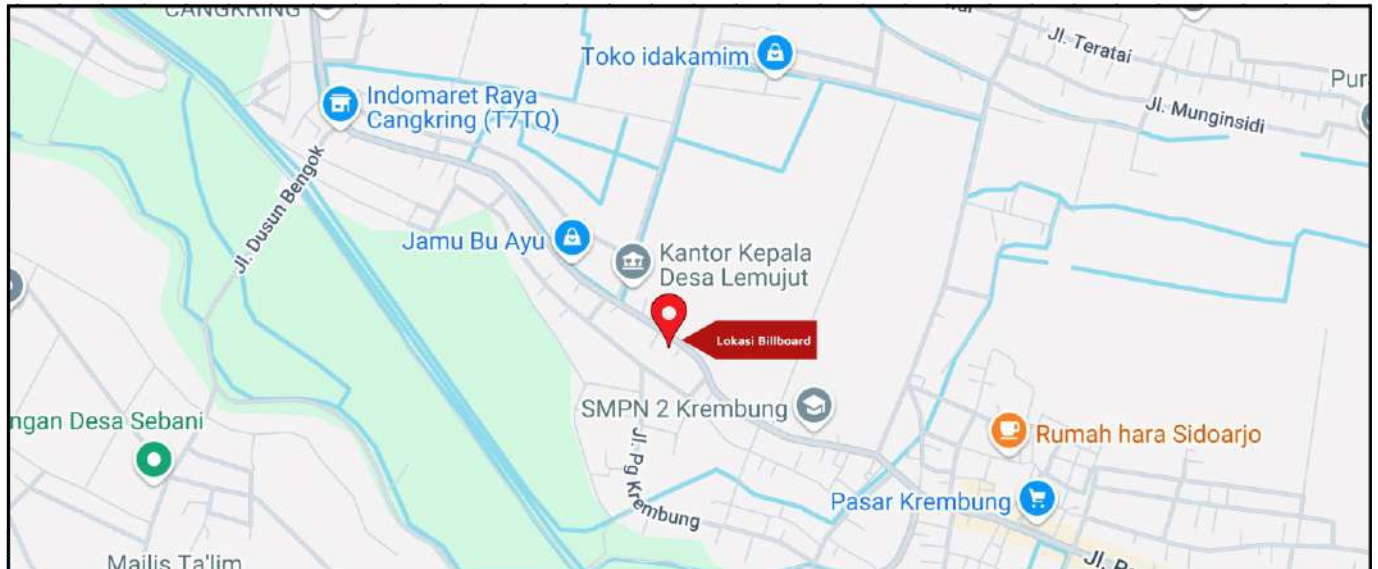 CANGKRING
Toko idakamim
Jl. Teratai
Pur
Jl. Munginsidi
Indomaret Raya
Cangkring (T7TQ)
Jl. Dusun Bengok
Jamu Bu Ayu
Kantor Kepala
Desa Lemujut
Lokasi Billboard
SMPN 2 Krembung
ngan Desa Sebani
Jl. Pg Krembung
Rumah hara Sidoarjo
Pasar Krembung
Majlis Ta'lim